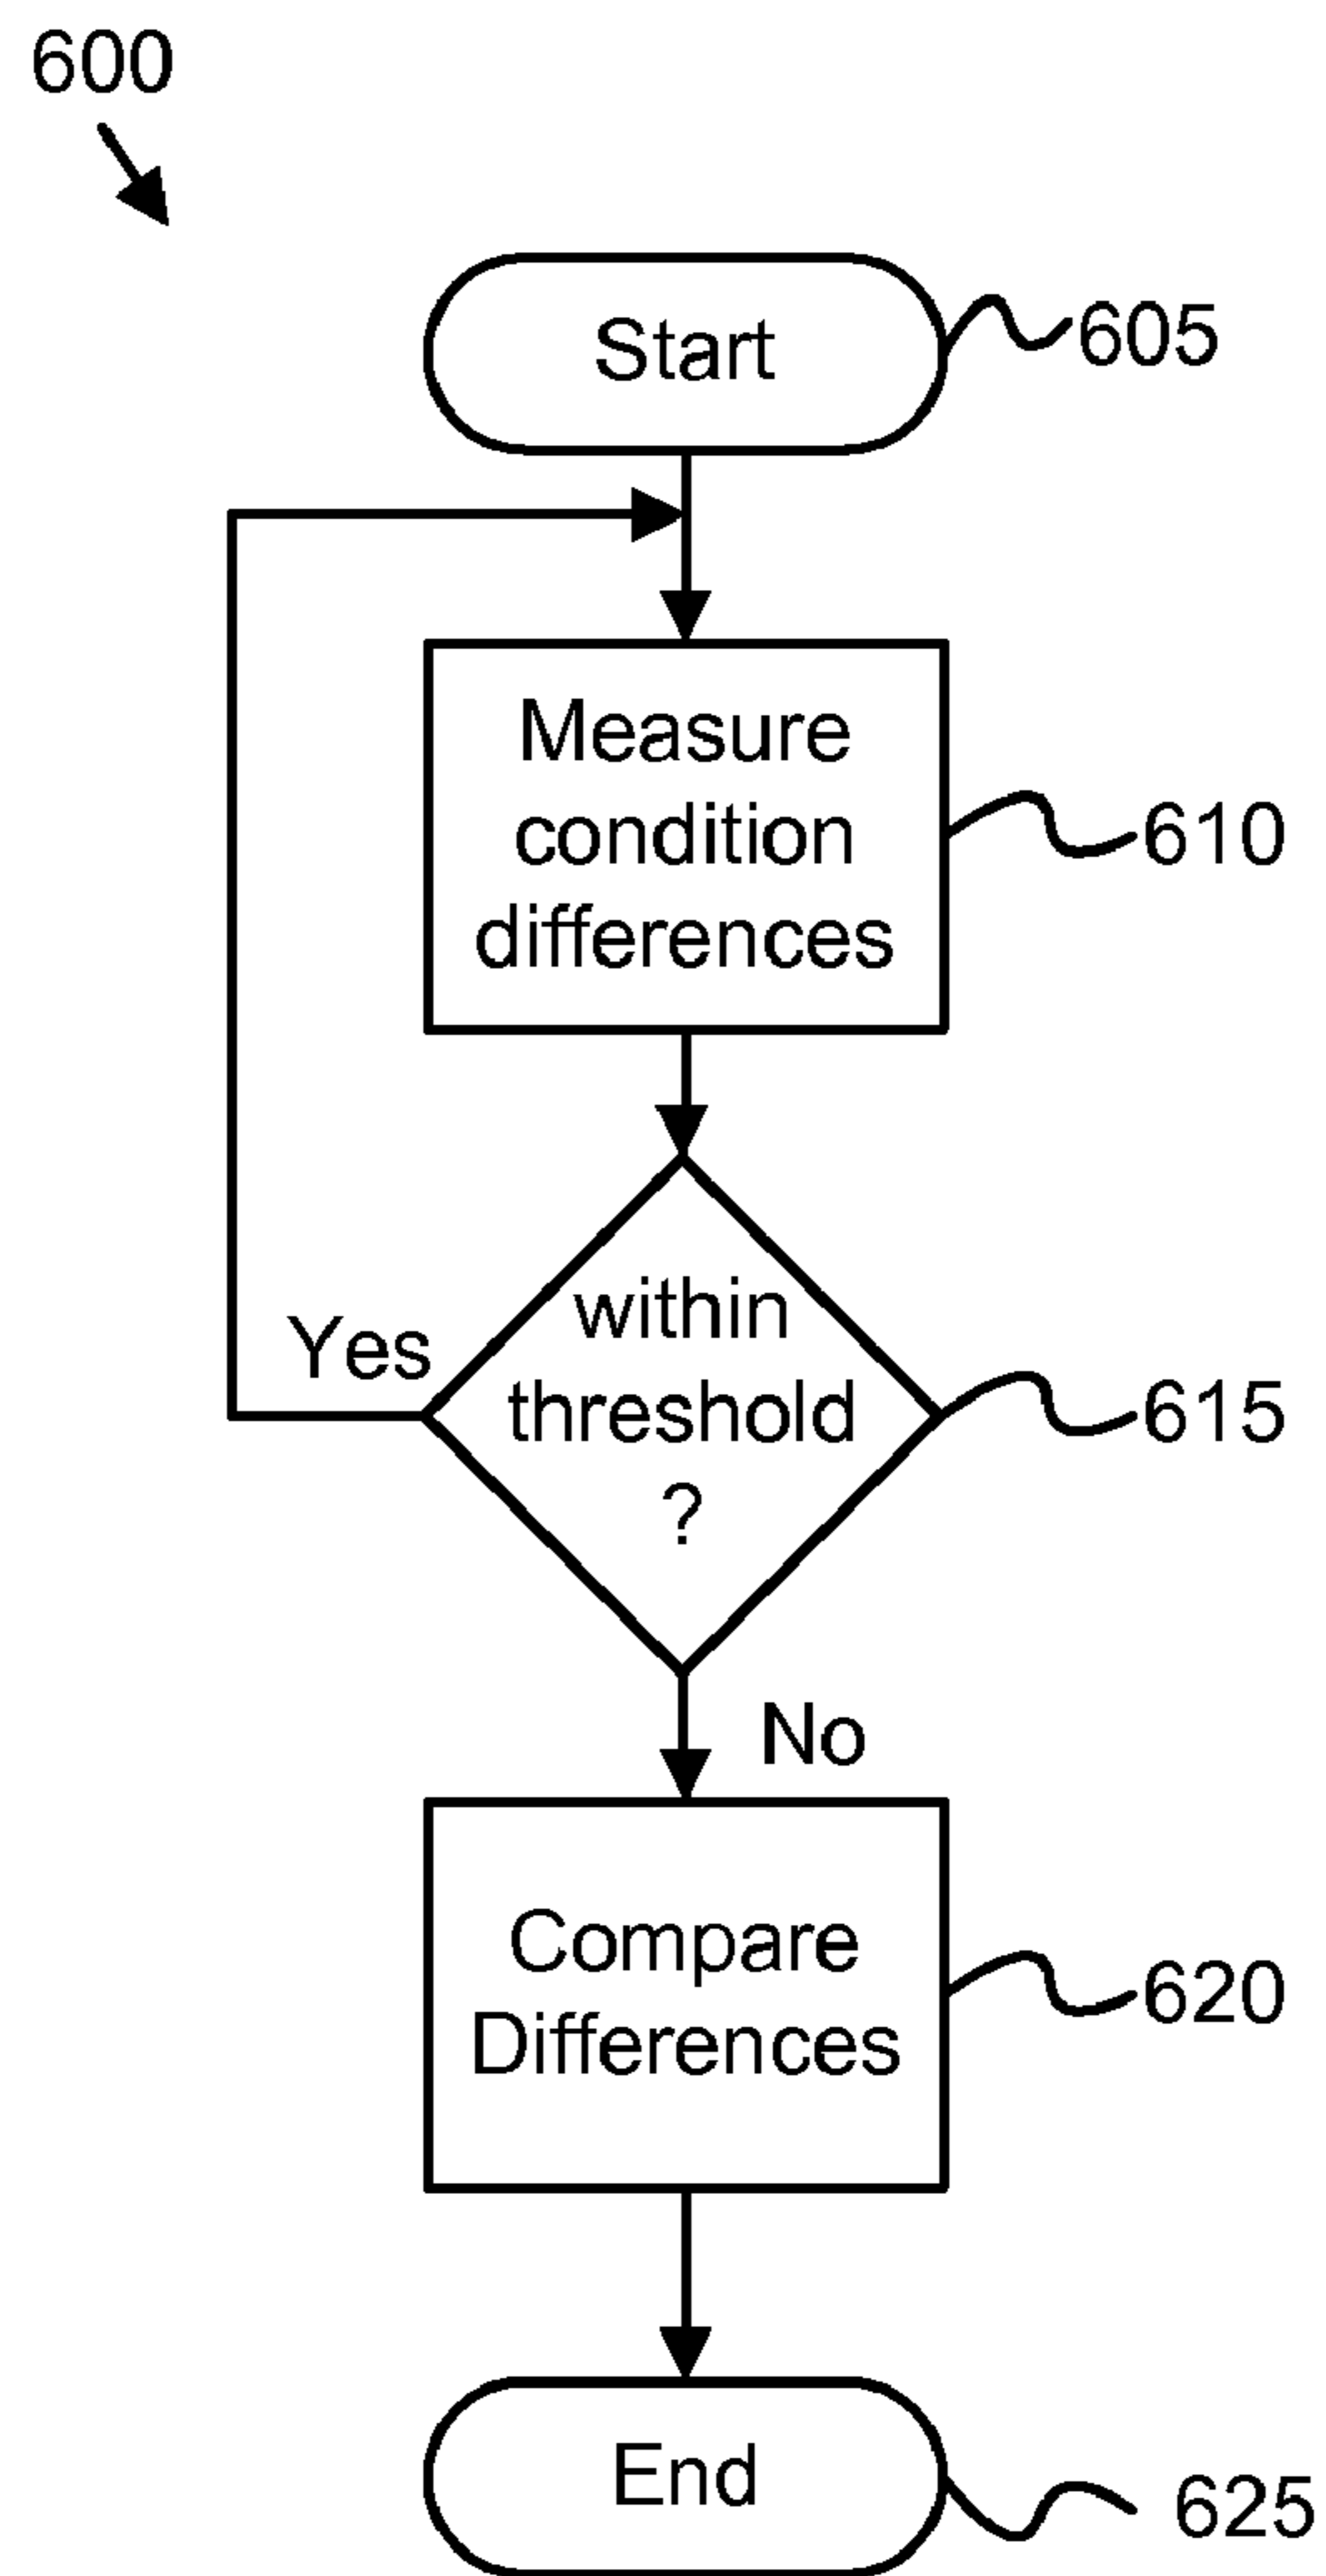 600
Start
605
Measure
condition
differences
610
Yes
within
threshold
?
615
No
Compare
Differences
620
End
625